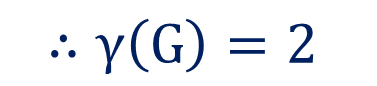 ∴ γ(G) = 2